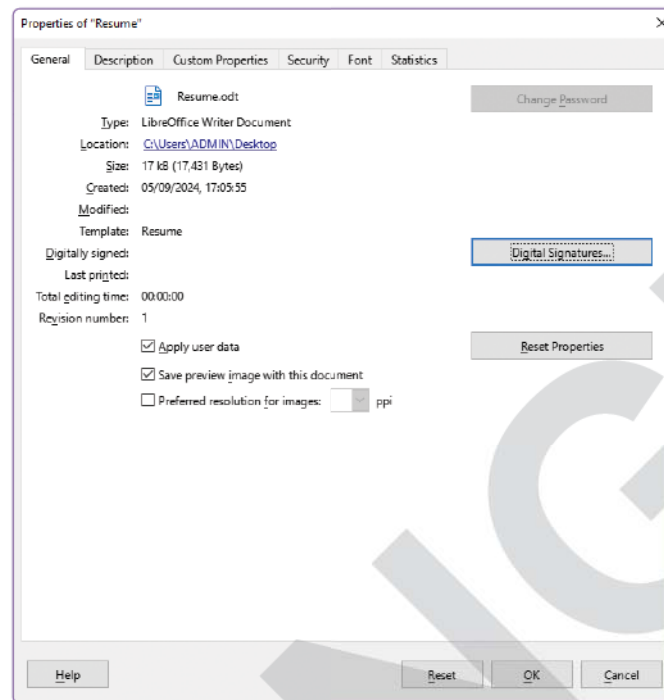 Properties of "Resume"
General Description Custom Properties Security Font Statistics
Resume.odt
Change Password
Type: LibreOffice Writer Document
Location: C:\Users\ADMIN\Desktop
Size: 17 kB (17,431 Bytes)
Created: 05/09/2024, 17:05:55
Modified:
Template: Resume
Digitally signed:
Digital Signatures...
Last printed:
Total editing time: 00:00:00
Revision number: 1
Apply user data
Reset Properties
Save preview image with this document
Preferred resolution for images: ppi
Help Reset OK Cancel